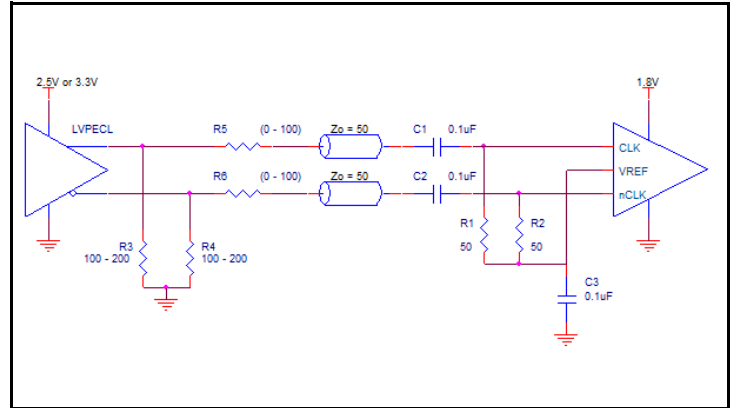 2.5V or 3.3V
1.8V
LVPECL
R5
(0 - 100)
Zo = 50
C1
0.1uF
CLK
R6
(0 - 100)
Zo = 50
C2
0.1uF
VREF
nCLK
R1
50
R2
50
R3
100 - 200
R4
100 - 200
C3
0.1uF